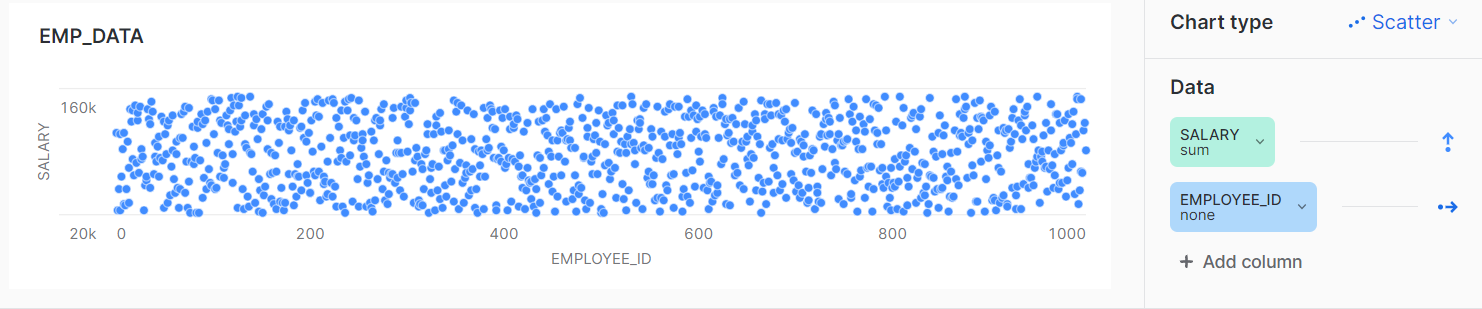 EMP_DATA
160k
SALARY
20k
0
200
400
600
800
1000
EMPLOYEE_ID
Chart type
Scatter
Data
SALARY
sum
EMPLOYEE_ID
none
+ Add column